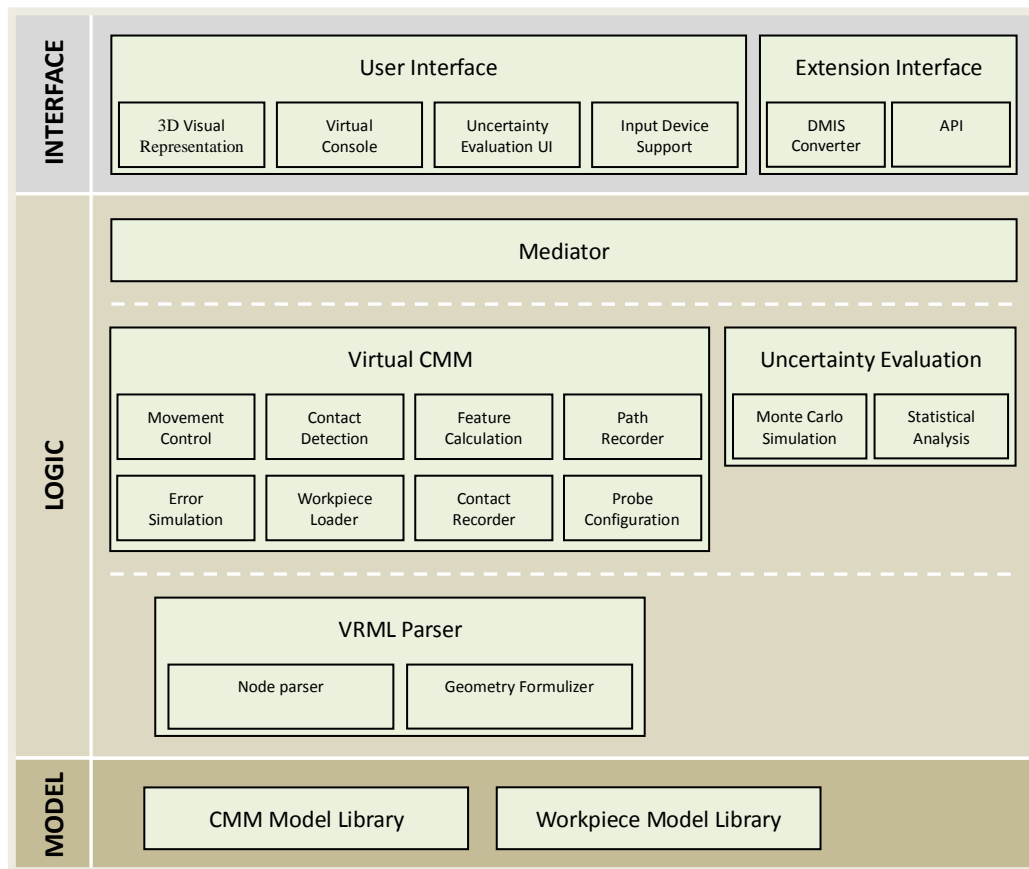 INTERFACE
User Interface
3D Visual
Representation
Virtual
Console
Uncertainty
Evaluation UI
Input Device
Support
Extension Interface
DMIS
Converter
API
LOGIC
Mediator
Virtual CMM
Movement
Control
Contact
Detection
Feature
Calculation
Path
Recorder
Error
Simulation
Workpiece
Loader
Contact
Recorder
Probe
Configuration
Uncertainty Evaluation
Monte Carlo
Simulation
Statistical
Analysis
VRML Parser
Node parser
Geometry Formulizer
MODEL
CMM Model Library
Workpiece Model Library